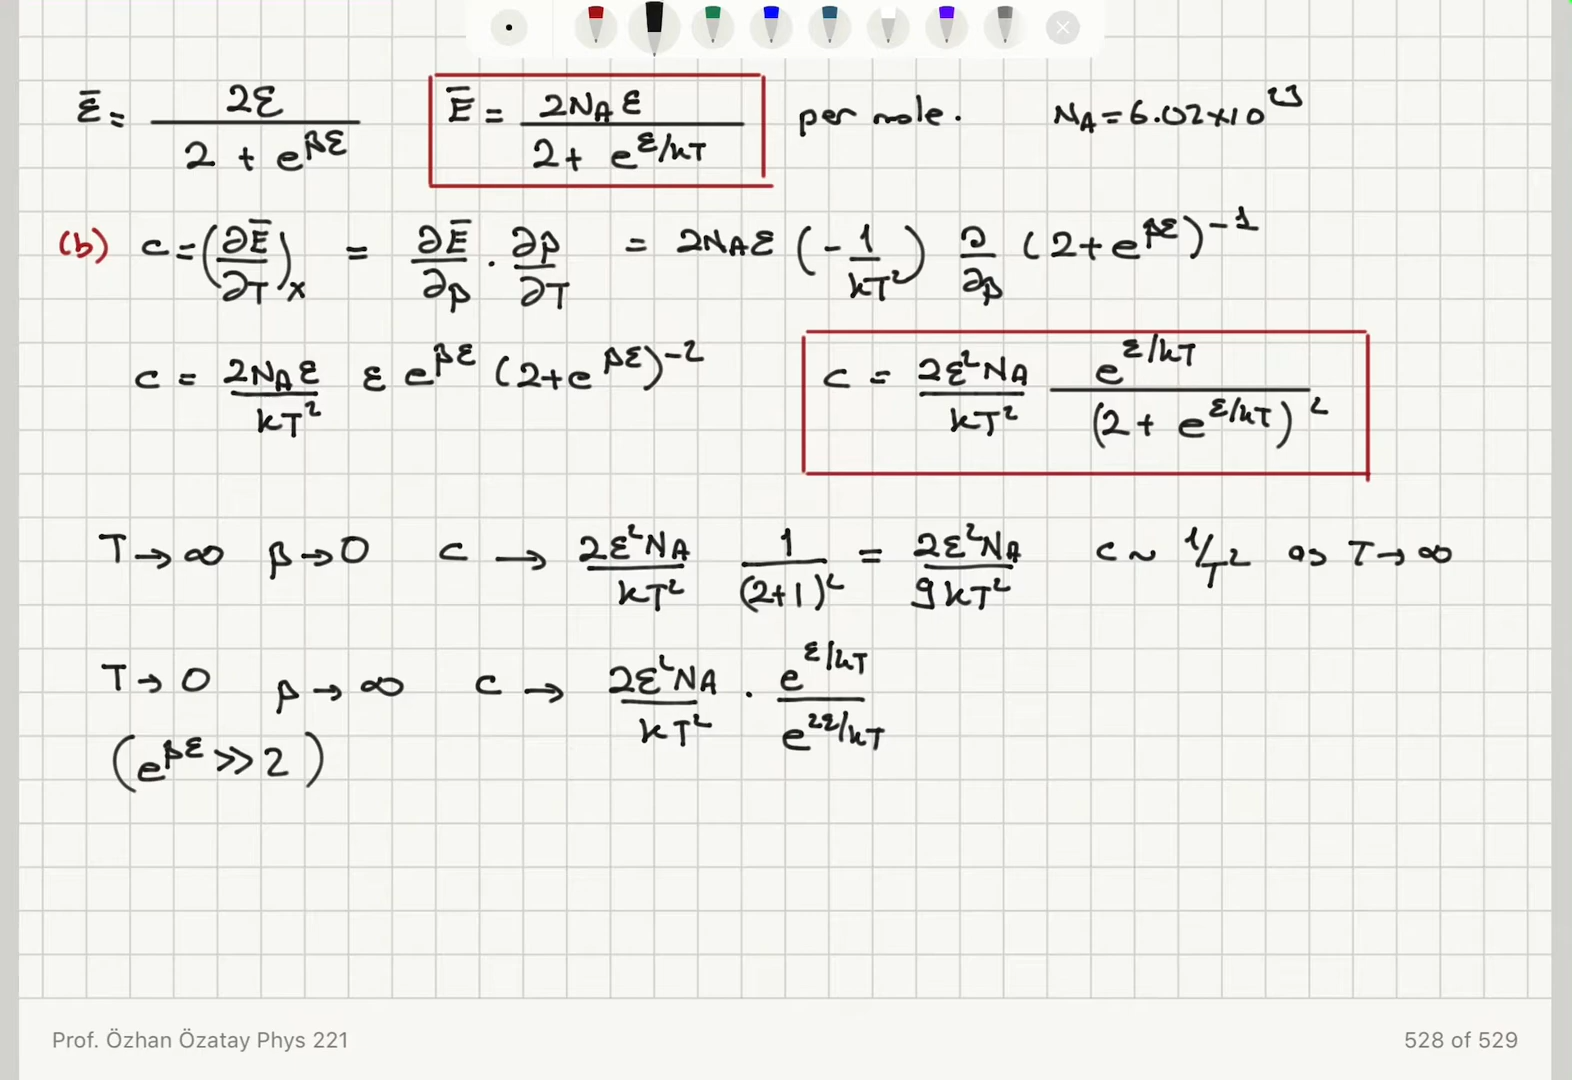 ε̄ = 2ε / (2 + e^{βε})   Ē = 2N_A ε / (2 + e^{ε/kT})   per mole.   N_A = 6.02×10^{23}
(b) c = (∂Ē/∂T)_x = ∂Ē/∂β · ∂β/∂T = 2N_Aε (-1/kT²) ∂/∂β (2+e^{βε})^{-1}
c = 2N_Aε/kT² ε e^{βε} (2+e^{βε})^{-2}   c = 2ε²N_A/kT² e^{ε/kT} / (2 + e^{ε/kT})²
T→∞ β→0 c → 2ε²N_A/kT² 1/(2+1)² = 2ε²N_A/9kT² c ~ 1/T² as T→∞
T→0 β→∞ c → 2ε²N_A/kT² · e^{ε/kT}/e^{2ε/kT}
(e^{βε} >> 2)
Prof. Özhan Özatay Phys 221
528 of 529